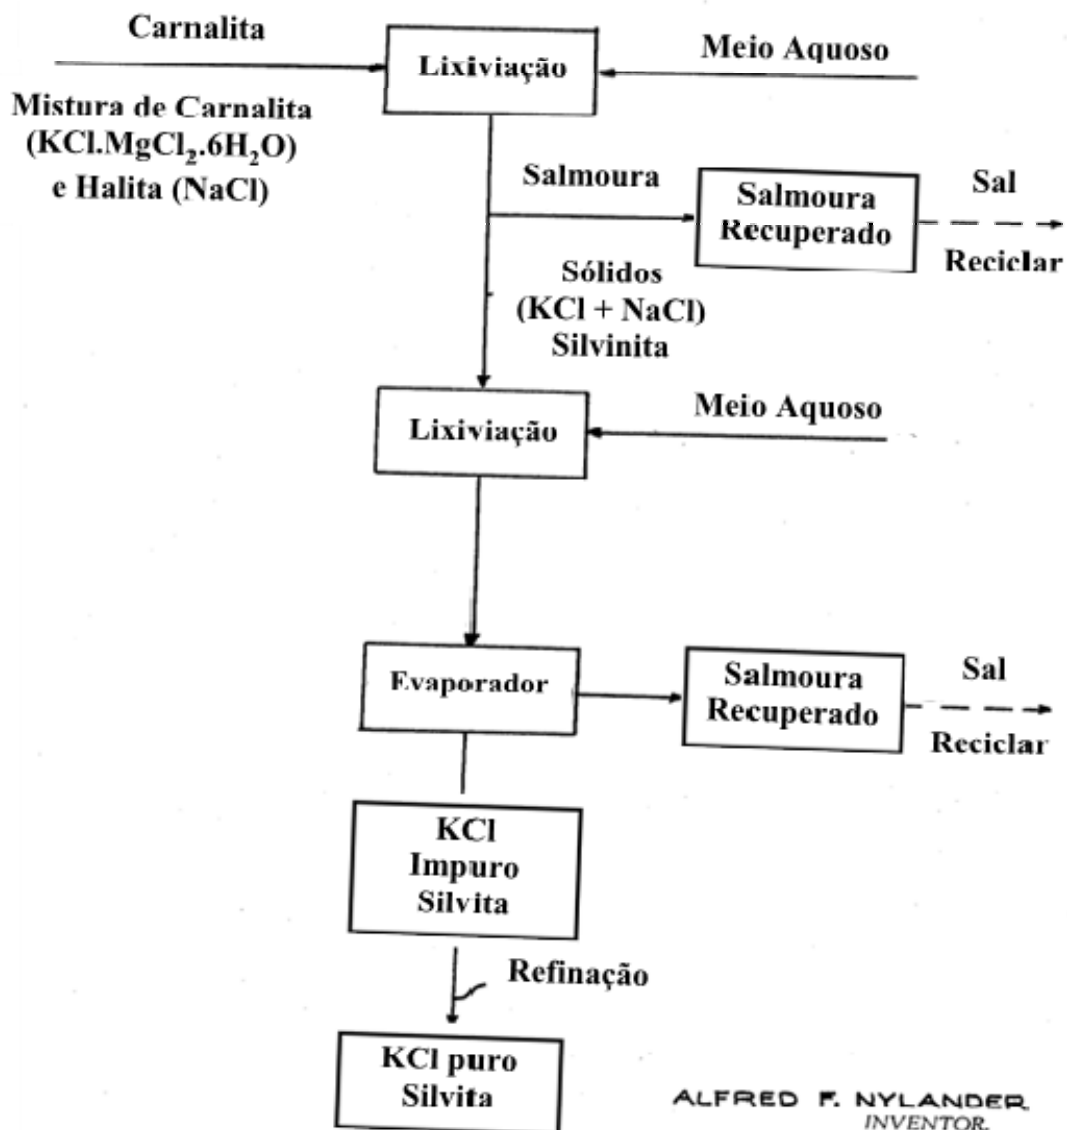 Carnalita
Lixiviação
Meio Aquoso
Mistura de Carnalita
(KCl.MgCl₂.6H₂O)
e Halita (NaCl)
Salmoura
Salmoura
Recuperado
Sal
Reciclar
Sólidos
(KCl + NaCl)
Silvinita
Lixiviação
Meio Aquoso
Evaporador
Salmoura
Recuperado
Sal
Reciclar
KCl
Impuro
Silvita
Refinação
KCl puro
Silvita
ALFRED F. NYLANDER
INVENTOR.